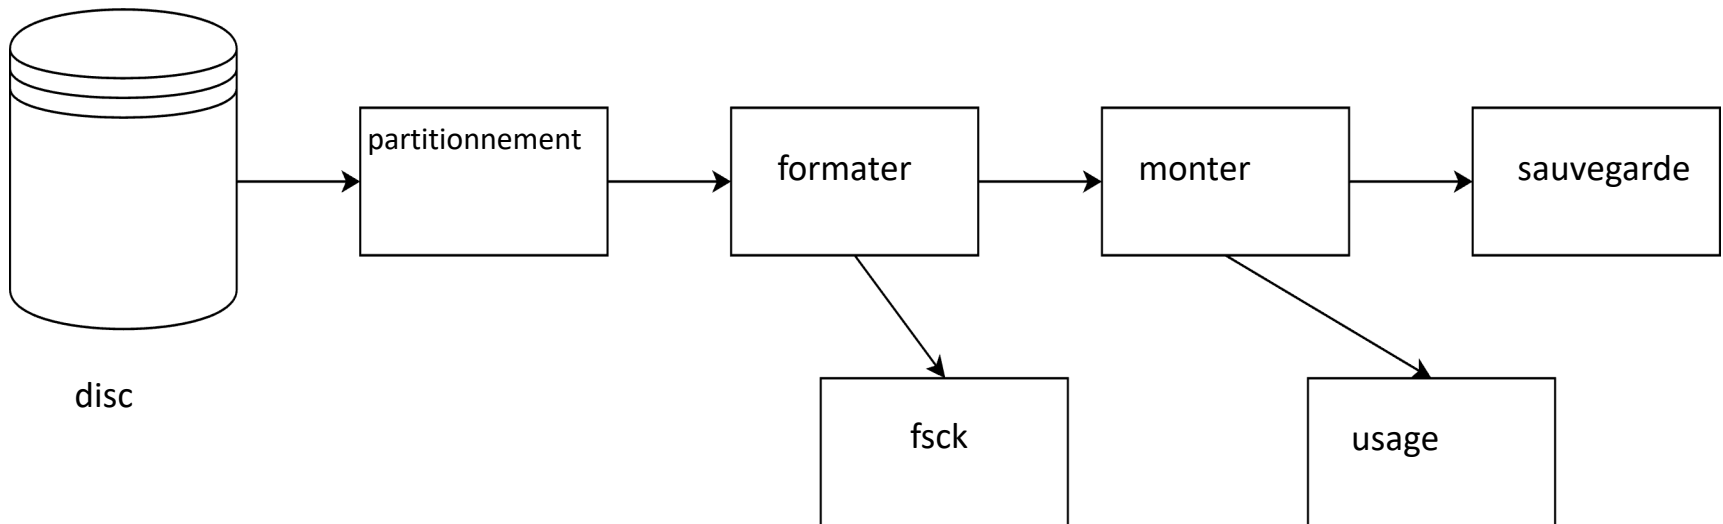 partitionnement
formater
monter
sauvegarde
disc
fsck
usage